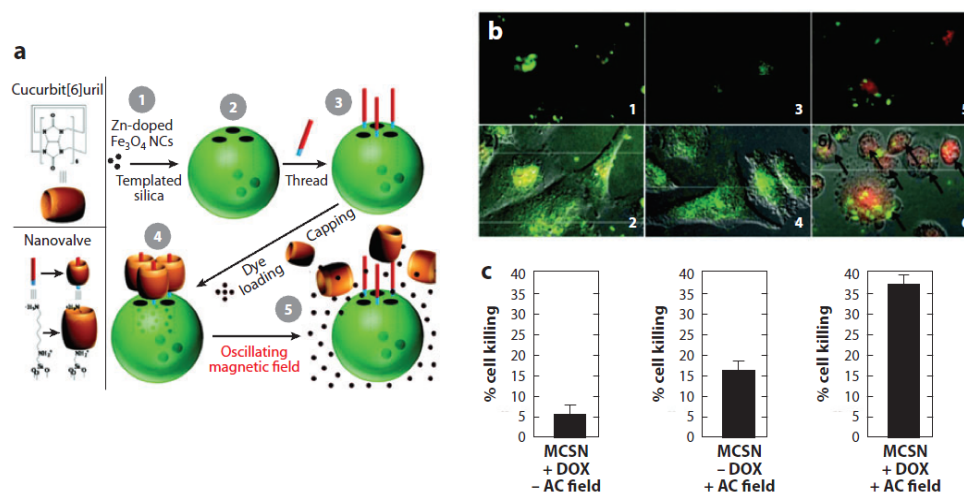 a
Cucurbit[6]uril
Nanovalve
1
Zn-doped
Fe3O4 NCs
Templated
silica
2
Thread
3
Capping
Dye
loading
4
5
Oscillating
magnetic field
b
1
3
5
2
4
c
40
35
30
25
20
15
10
5
0
% cell killing
MCSN
+ DOX
– AC field
40
35
30
25
20
15
10
5
0
% cell killing
MCSN
– DOX
+ AC field
40
35
30
25
20
15
10
5
0
% cell killing
MCSN
+ DOX
+ AC field